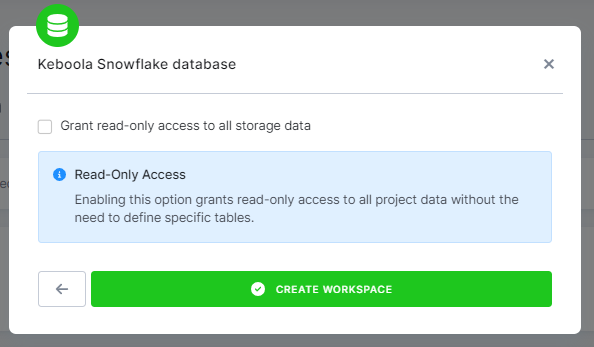 Keboola Snowflake database
Grant read-only access to all storage data
Read-Only Access
Enabling this option grants read-only access to all project data without the
need to define specific tables.
CREATE WORKSPACE